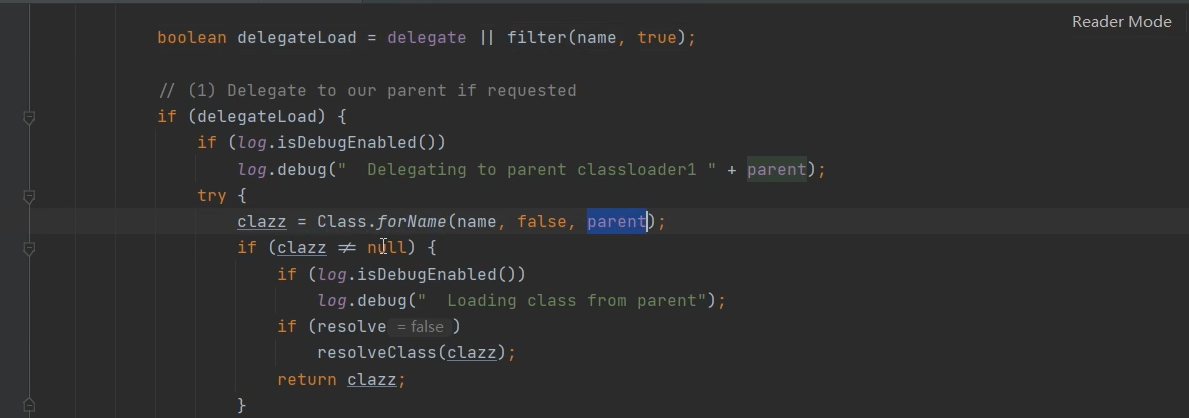 Reader Mode
boolean delegateLoad = delegate || filter(name, true);
// (1) Delegate to our parent if requested
if (delegateLoad) {
if (log.isDebugEnabled())
log.debug("  Delegating to parent classloader1 " + parent);
try {
clazz = Class.forName(name, false, parent);
if (clazz ≠ null) {
if (log.isDebugEnabled())
log.debug("  Loading class from parent");
if (resolve = false )
resolveClass(clazz);
return clazz;
}